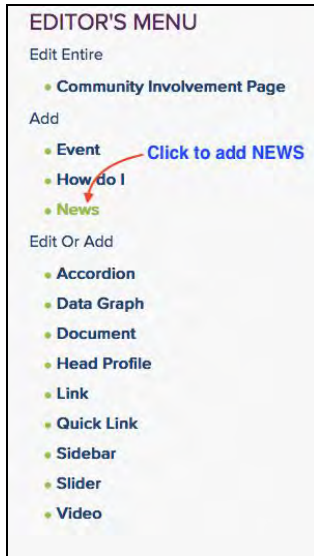 EDITOR'S MENU
Edit Entire
Community Involvement Page
Add
Event
Click to add NEWS
How do I
News
Edit Or Add
Accordion
Data Graph
Document
Head Profile
Link
Quick Link
Sidebar
Slider
Video